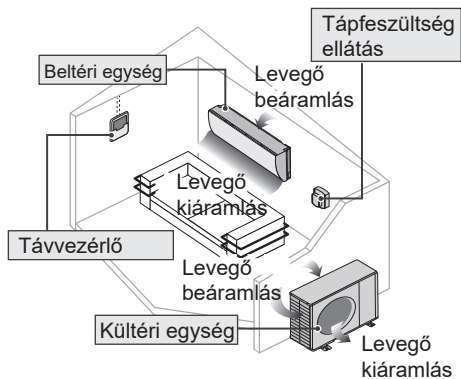 Tápfeszültség
ellátás
Beltéri egység
Levegő
beáramlás
Levegő
kiáramlás
Távvezérlő
Levegő
beáramlás
Kültéri egység
Levegő
kiáramlás